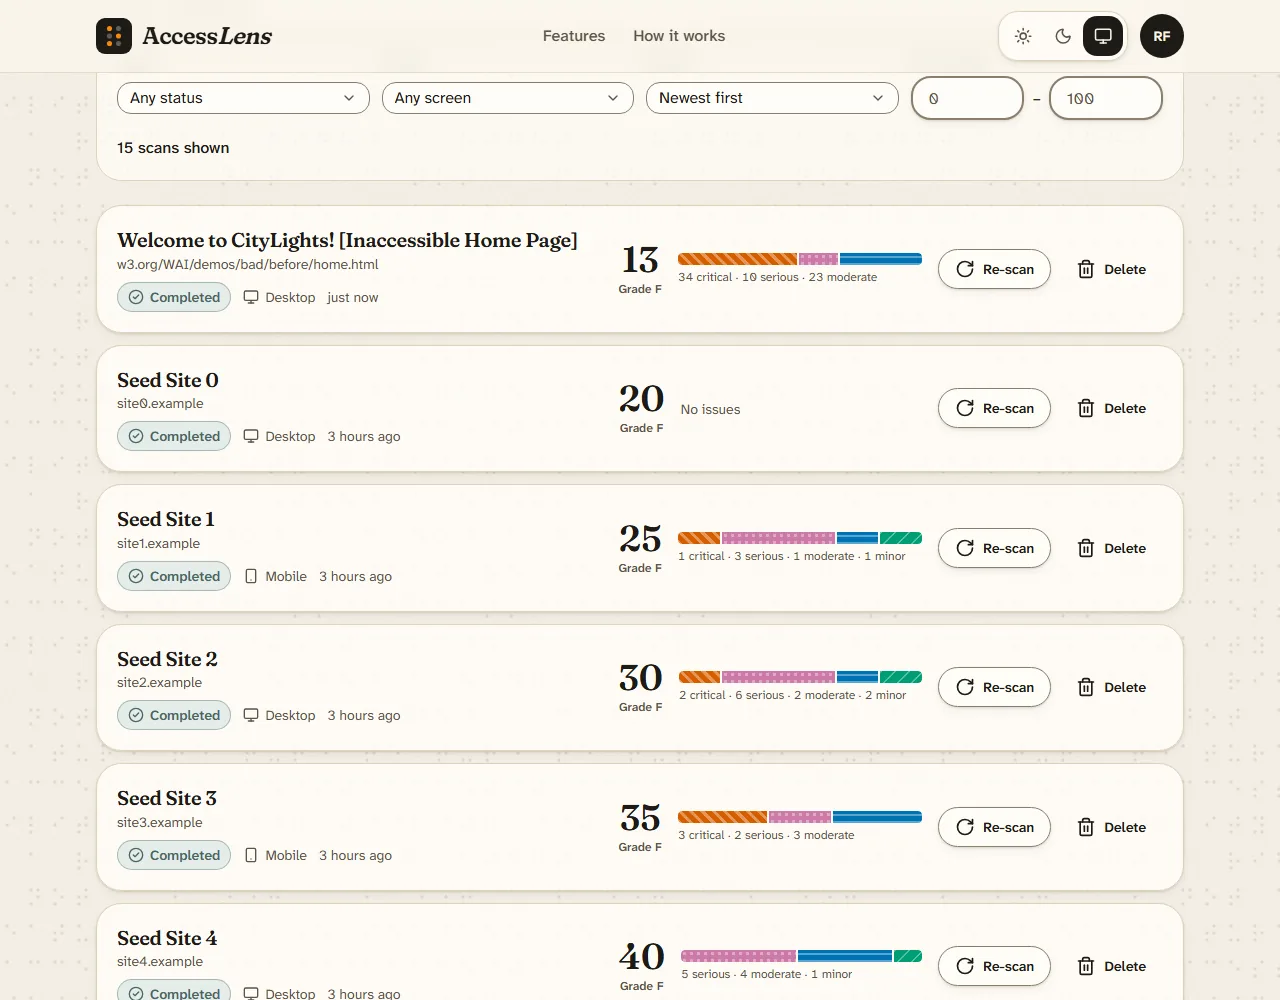 AccessLens
Features
How it works
RF
Any status
Any screen
Newest first
0
–
100
15 scans shown
Welcome to CityLights! [Inaccessible Home Page]
w3.org/WAI/demos/bad/before/home.html
Completed
Desktop
just now
13
Grade F
34 critical · 10 serious · 23 moderate
Re-scan
Delete
Seed Site 0
site0.example
Completed
Desktop
3 hours ago
20
Grade F
No issues
Re-scan
Delete
Seed Site 1
site1.example
Completed
Mobile
3 hours ago
25
Grade F
1 critical · 3 serious · 1 moderate · 1 minor
Re-scan
Delete
Seed Site 2
site2.example
Completed
Desktop
3 hours ago
30
Grade F
2 critical · 6 serious · 2 moderate · 2 minor
Re-scan
Delete
Seed Site 3
site3.example
Completed
Mobile
3 hours ago
35
Grade F
3 critical · 2 serious · 3 moderate
Re-scan
Delete
Seed Site 4
site4.example
Completed
Desktop
3 hours ago
40
Grade F
5 serious · 4 moderate · 1 minor
Re-scan
Delete